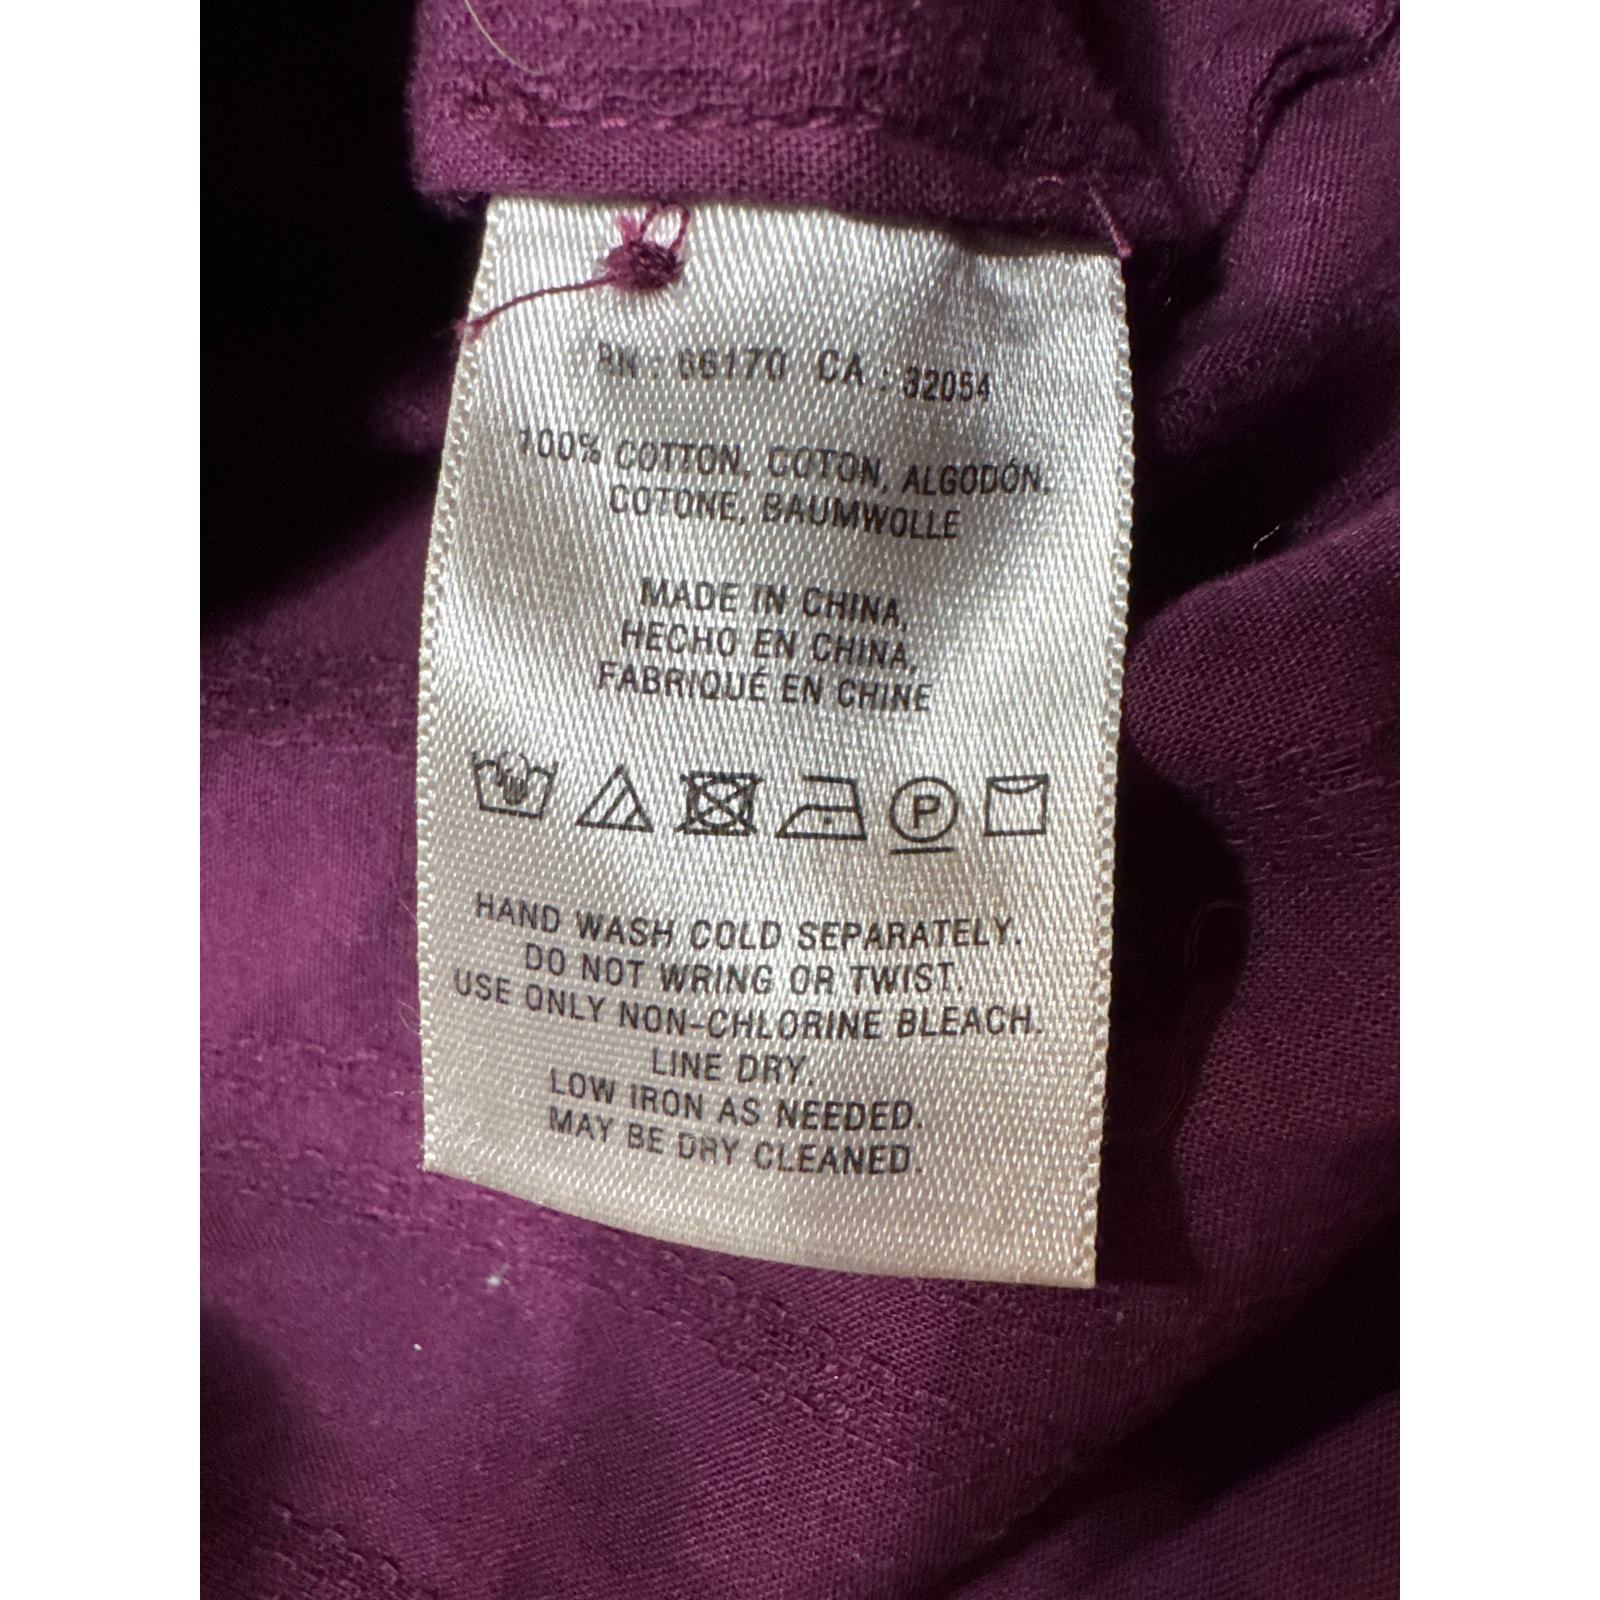 RN : 66170 CA : 32054
100% COTTON, COTON, ALGODÓN,
COTONE, BAUMWOLLE
MADE IN CHINA,
HECHO EN CHINA,
FABRIQUÉ EN CHINE
P
HAND WASH COLD SEPARATELY.
DO NOT WRING OR TWIST.
USE ONLY NON-CHLORINE BLEACH.
LINE DRY.
LOW IRON AS NEEDED.
MAY BE DRY CLEANED.